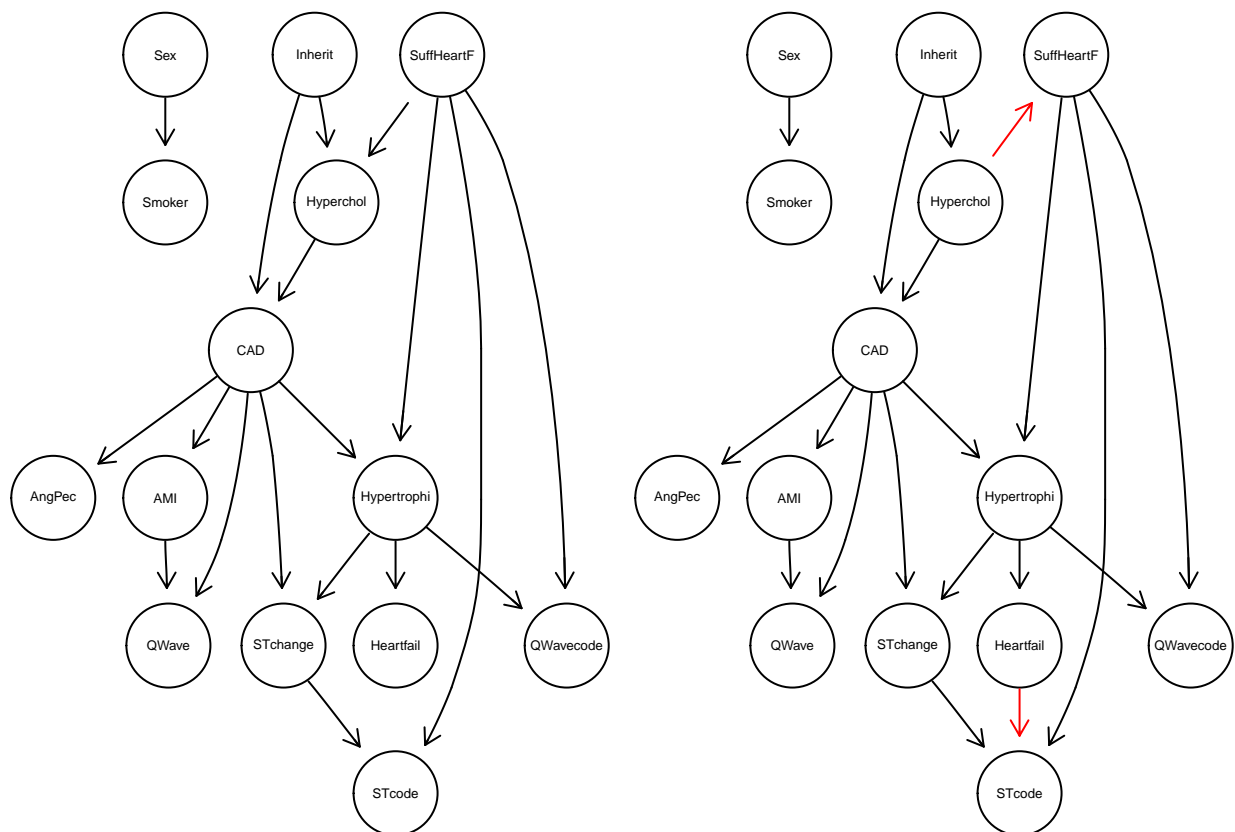 Sex
Inherit
SuffHeartF
Smoker
Hyperchol
CAD
AngPec
AMI
Hypertrophi
QWave
STchange
Heartfail
QWavecode
STcode
Sex
Inherit
SuffHeartF
Smoker
Hyperchol
CAD
AngPec
AMI
Hypertrophi
QWave
STchange
Heartfail
QWavecode
STcode